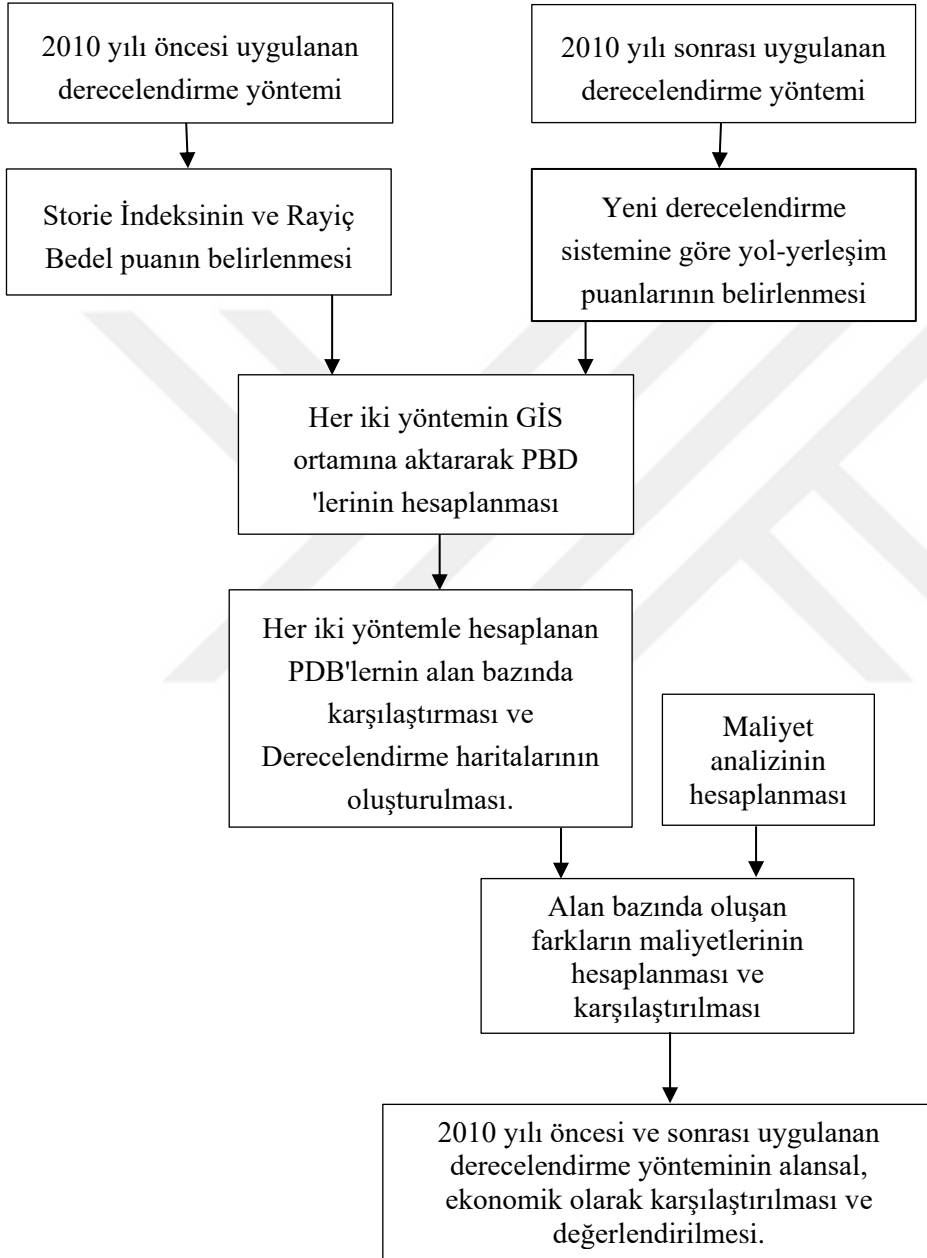 2010 yılı öncesi uygulanan
derecelendirme yöntemi
2010 yılı sonrası uygulanan
derecelendirme yöntemi
Storie İndeksinin ve Rayiç
Bedel puanın belirlenmesi
Yeni derecelendirme
sistemine göre yol-yerleşim
puanlarının belirlenmesi
Her iki yöntemin GİS
ortamına aktararak PBD
'lerinin hesaplanması
Her iki yöntemle hesaplanan
PDB'lernin alan bazında
karşılaştırması ve
Derecelendirme haritalarının
oluşturulması.
Maliyet
analizinin
hesaplanması
Alan bazında oluşan
farkların maliyetlerinin
hesaplanması ve
karşılaştırılması
2010 yılı öncesi ve sonrası uygulanan
derecelendirme yönteminin alansal,
ekonomik olarak karşılaştırılması ve
değerlendirilmesi.